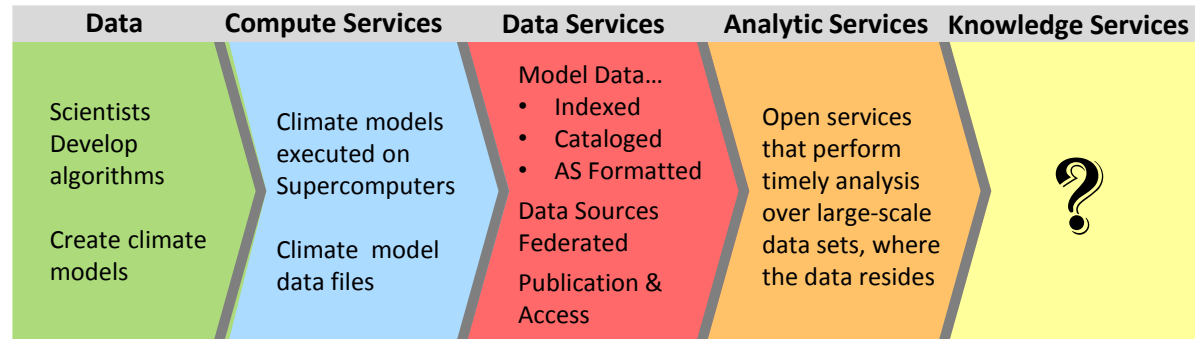 Data
Compute Services
Data Services
Analytic Services
Knowledge Services
Scientists
Develop
algorithms
Create climate
models
Climate models
executed on
Supercomputers
Climate model
data files
Model Data...
• Indexed
• Cataloged
• AS Formatted
Data Sources
Federated
Publication &
Access
Open services
that perform
timely analysis
over large-scale
data sets, where
the data resides
?